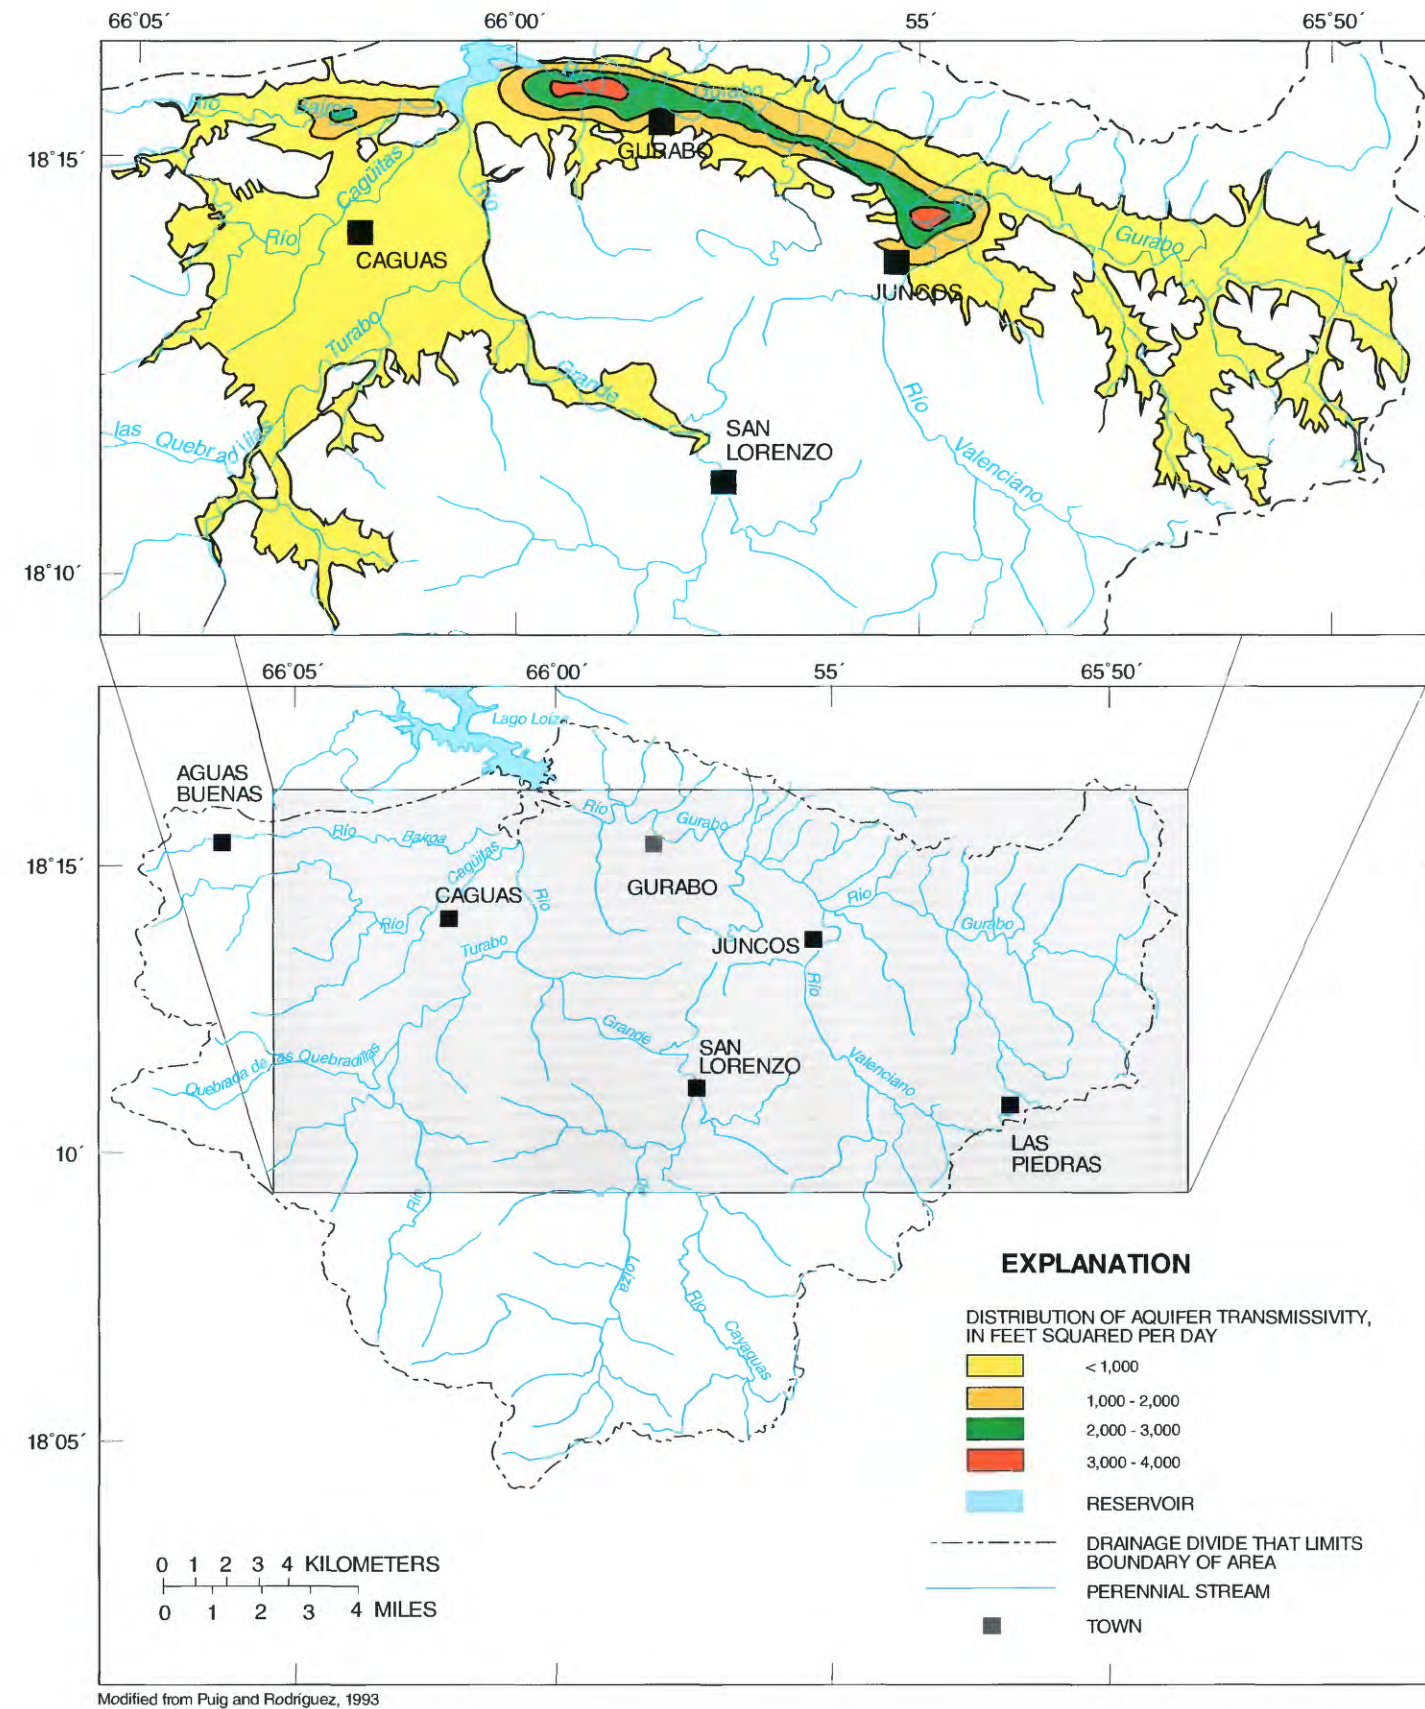 66°05´ 66°00´ 55´ 65°50´
Río
Bairoa
Río
Gurabo
GURABO
18°15´
Cagüitas
Río
Río
Río
Gurabo
CAGUAS
JUNCOS
Turabo
Grande
Río
SAN
LORENZO
las Quebradillas
Valenciano
18°10´
66°05´ 66°00´ 55´ 65°50´
Lago Loíza
AGUAS
BUENAS
Río
Bairoa
Río
Gurabo
18°15´
Cagüitas
GURABO
CAGUAS
Río
Río
Río
Gurabo
Turabo
JUNCOS
Río
Grande
SAN
LORENZO
Quebrada de las Quebradillas
Valenciano
10´
LAS
PIEDRAS
Río
de
Loíza
Río
Cayaguas
EXPLANATION
DISTRIBUTION OF AQUIFER TRANSMISSIVITY,
IN FEET SQUARED PER DAY
< 1,000
1,000 - 2,000
2,000 - 3,000
3,000 - 4,000
RESERVOIR
DRAINAGE DIVIDE THAT LIMITS
BOUNDARY OF AREA
PERENNIAL STREAM
TOWN
18°05´
0 1 2 3 4 KILOMETERS
0 1 2 3 4 MILES
Modified from Puig and Rodríguez, 1993